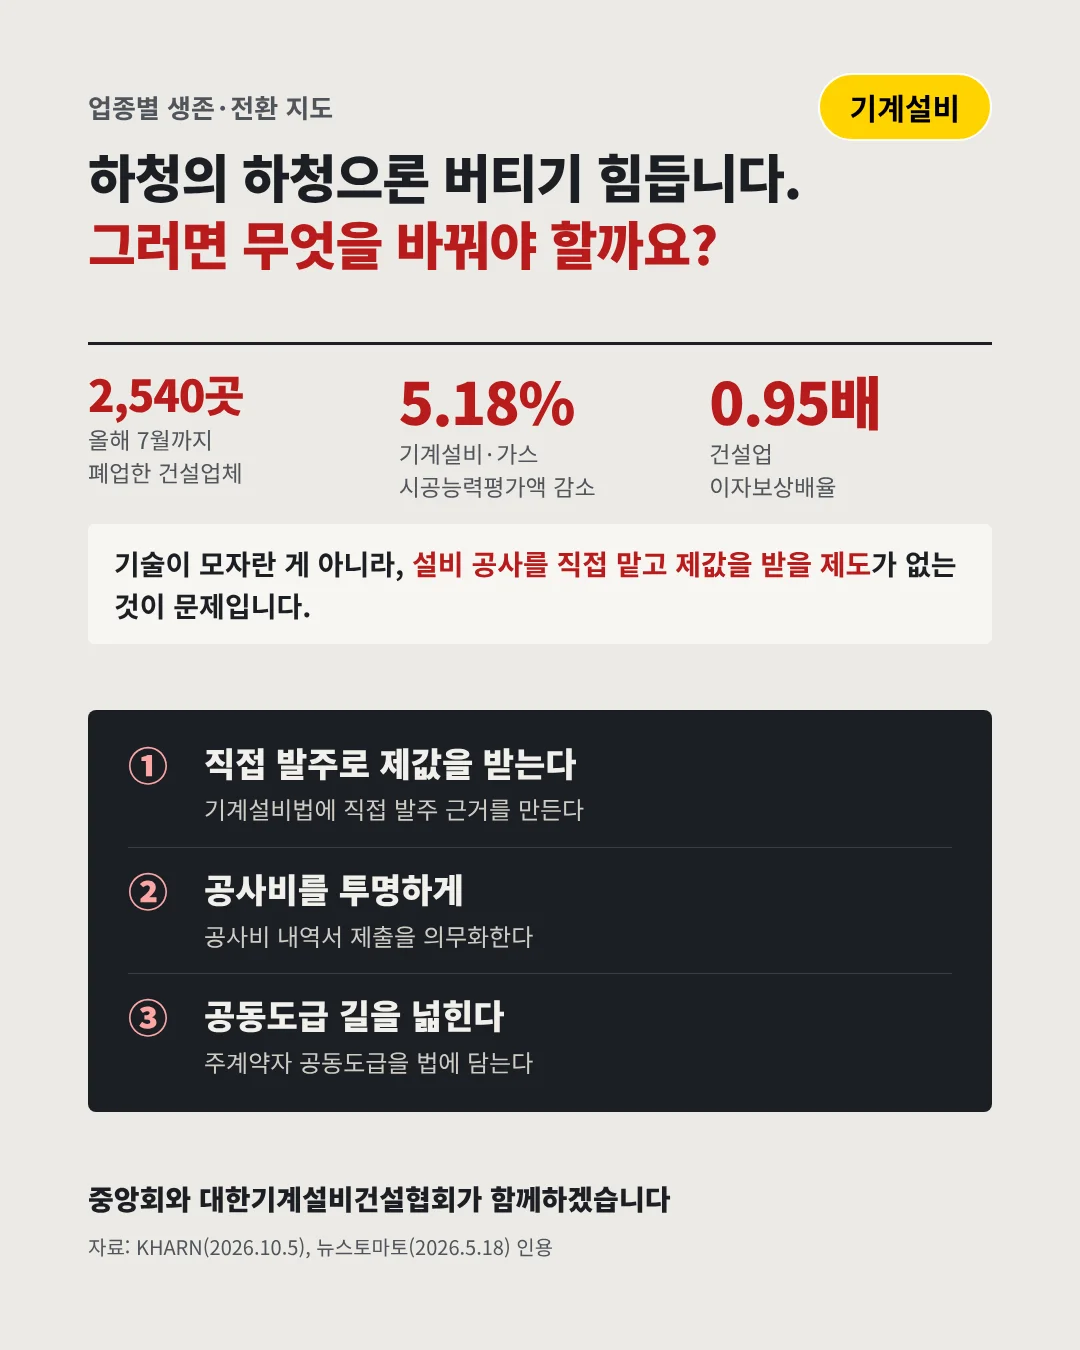 업종별 생존·전환 지도
기계설비
하청의 하청으론 버티기 힘듭니다.
그러면 무엇을 바꿔야 할까요?
2,540곳
올해 7월까지
폐업한 건설업체
5.18%
기계설비·가스
시공능력평가액 감소
0.95배
건설업
이자보상배율
기술이 모자란 게 아니라, 설비 공사를 직접 맡고 제값을 받을 제도가 없는
것이 문제입니다.
① 직접 발주로 제값을 받는다
기계설비법에 직접 발주 근거를 만든다
② 공사비를 투명하게
공사비 내역서 제출을 의무화한다
③ 공동도급 길을 넓힌다
주계약자 공동도급을 법에 담는다
중앙회와 대한기계설비건설협회가 함께하겠습니다
자료: KHARN(2026.10.5), 뉴스토마토(2026.5.18) 인용